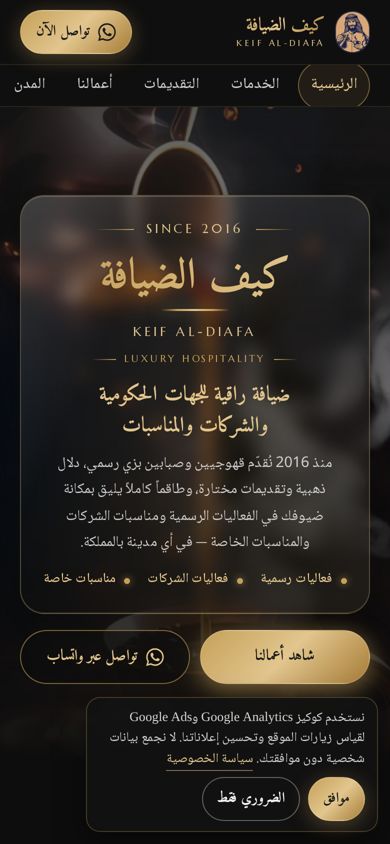 كيف الضيافة
KEIF AL-DIAFA
تواصل الآن
الرئيسية
الخدمات
التقديمات
أعمالنا
المدن
SINCE 2016
كيف الضيافة
KEIF AL-DIAFA
LUXURY HOSPITALITY
ضيافة راقية للجهات الحكومية
والشركات والمناسبات
منذ 2016 نُقدّم قهوجيين وصبابين بزي رسمي، دلال
ذهبية وتقديمات مختارة، وطاقماً كاملاً يليق بمكانة
ضيوفك في الفعاليات الرسمية ومناسبات الشركات
والمناسبات الخاصة — في أي مدينة بالمملكة.
فعاليات رسمية
فعاليات الشركات
مناسبات خاصة
شاهد أعمالنا
تواصل عبر واتساب
نستخدم كوكيز Google Analytics وGoogle Ads
لقياس زيارات الموقع وتحسين إعلاناتنا. لا نجمع بيانات
شخصية دون موافقتك. سياسة الخصوصية
موافق
الضروري فقط